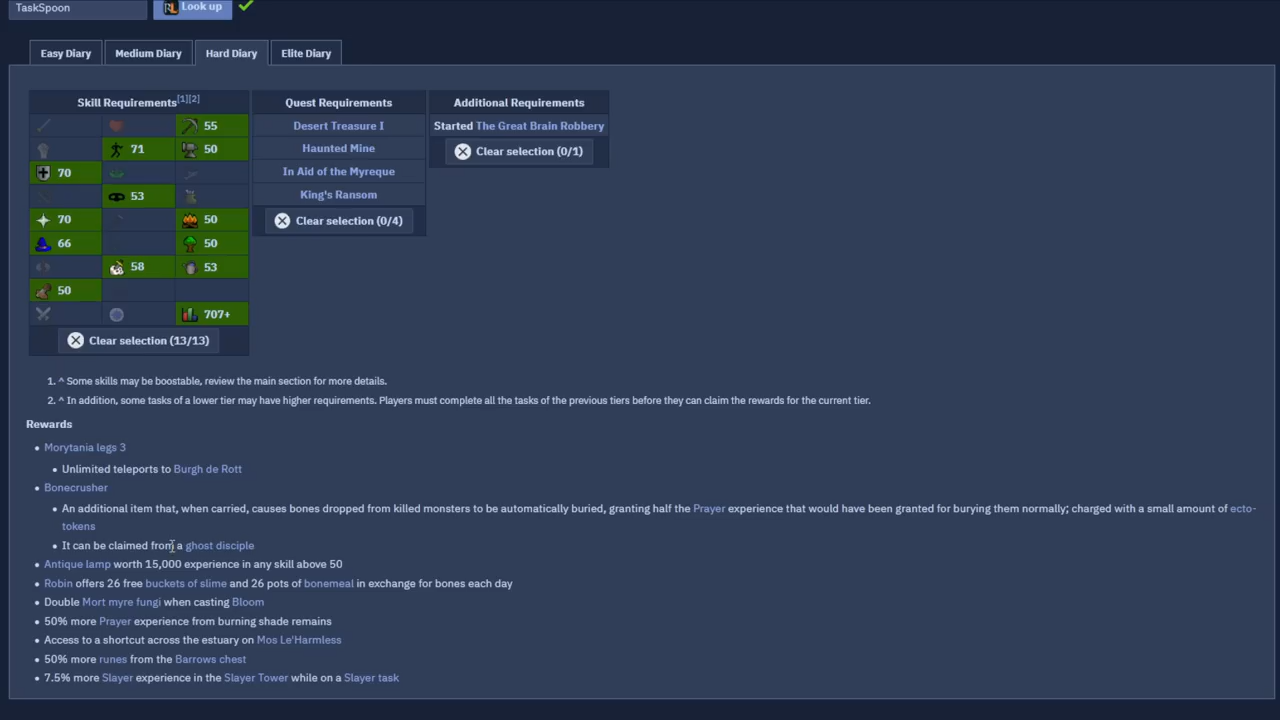 TaskSpoon
Look up
Easy Diary
Medium Diary
Hard Diary
Elite Diary
Skill Requirements[1][2]
55
71
50
70
53
70
50
66
50
58
53
50
707+
Clear selection (13/13)
Quest Requirements
Desert Treasure I
Haunted Mine
In Aid of the Myreque
King's Ransom
Clear selection (0/4)
Additional Requirements
Started The Great Brain Robbery
Clear selection (0/1)
1. ^ Some skills may be boostable, review the main section for more details.
2. ^ In addition, some tasks of a lower tier may have higher requirements. Players must complete all the tasks of the previous tiers before they can claim the rewards for the current tier.
Rewards
• Morytania legs 3
• Unlimited teleports to Burgh de Rott
• Bonecrusher
• An additional item that, when carried, causes bones dropped from killed monsters to be automatically buried, granting half the Prayer experience that would have been granted for burying them normally; charged with a small amount of ecto-
tokens
• It can be claimed from a ghost disciple
• Antique lamp worth 15,000 experience in any skill above 50
• Robin offers 26 free buckets of slime and 26 pots of bonemeal in exchange for bones each day
• Double Mort myre fungi when casting Bloom
• 50% more Prayer experience from burning shade remains
• Access to a shortcut across the estuary on Mos Le'Harmless
• 50% more runes from the Barrows chest
• 7.5% more Slayer experience in the Slayer Tower while on a Slayer task